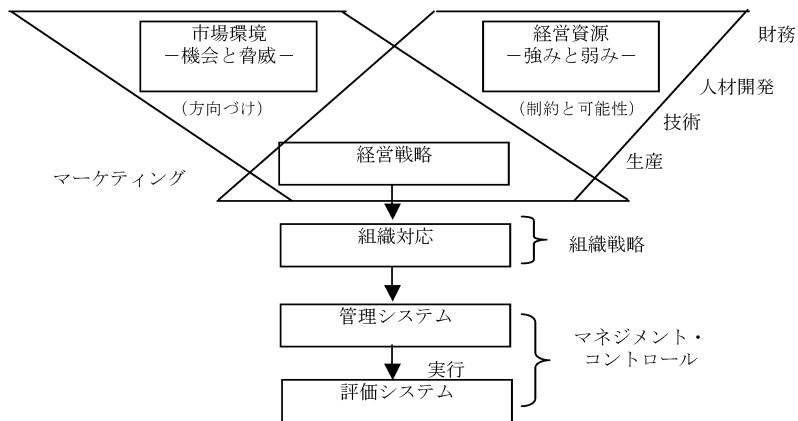 市場環境
－機会と脅威－
（方向づけ）
経営資源
－強みと弱み－
（制約と可能性）
財務
人材開発
技術
生産
マーケティング
経営戦略
組織対応
組織戦略
管理システム
マネジメント・
コントロール
実行
評価システム